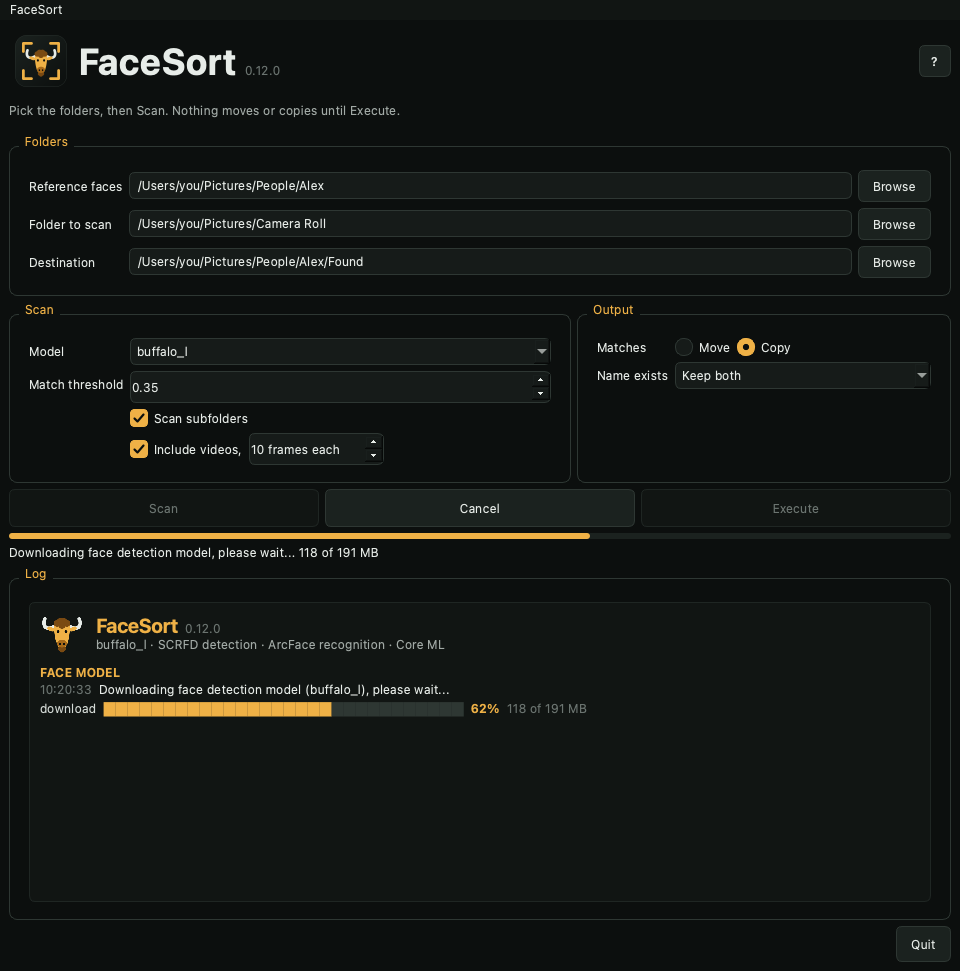 FaceSort
FaceSort 0.12.0
?
Pick the folders, then Scan. Nothing moves or copies until Execute.
Folders
Reference faces /Users/you/Pictures/People/Alex Browse
Folder to scan /Users/you/Pictures/Camera Roll Browse
Destination /Users/you/Pictures/People/Alex/Found Browse
Scan
Model buffalo_l
Match threshold 0.35
Scan subfolders
Include videos, 10 frames each
Output
Matches Move Copy
Name exists Keep both
Scan Cancel Execute
Downloading face detection model, please wait... 118 of 191 MB
Log
FaceSort 0.12.0
buffalo_l · SCRFD detection · ArcFace recognition · Core ML
FACE MODEL
10:20:33 Downloading face detection model (buffalo_l), please wait...
download 62% 118 of 191 MB
Quit